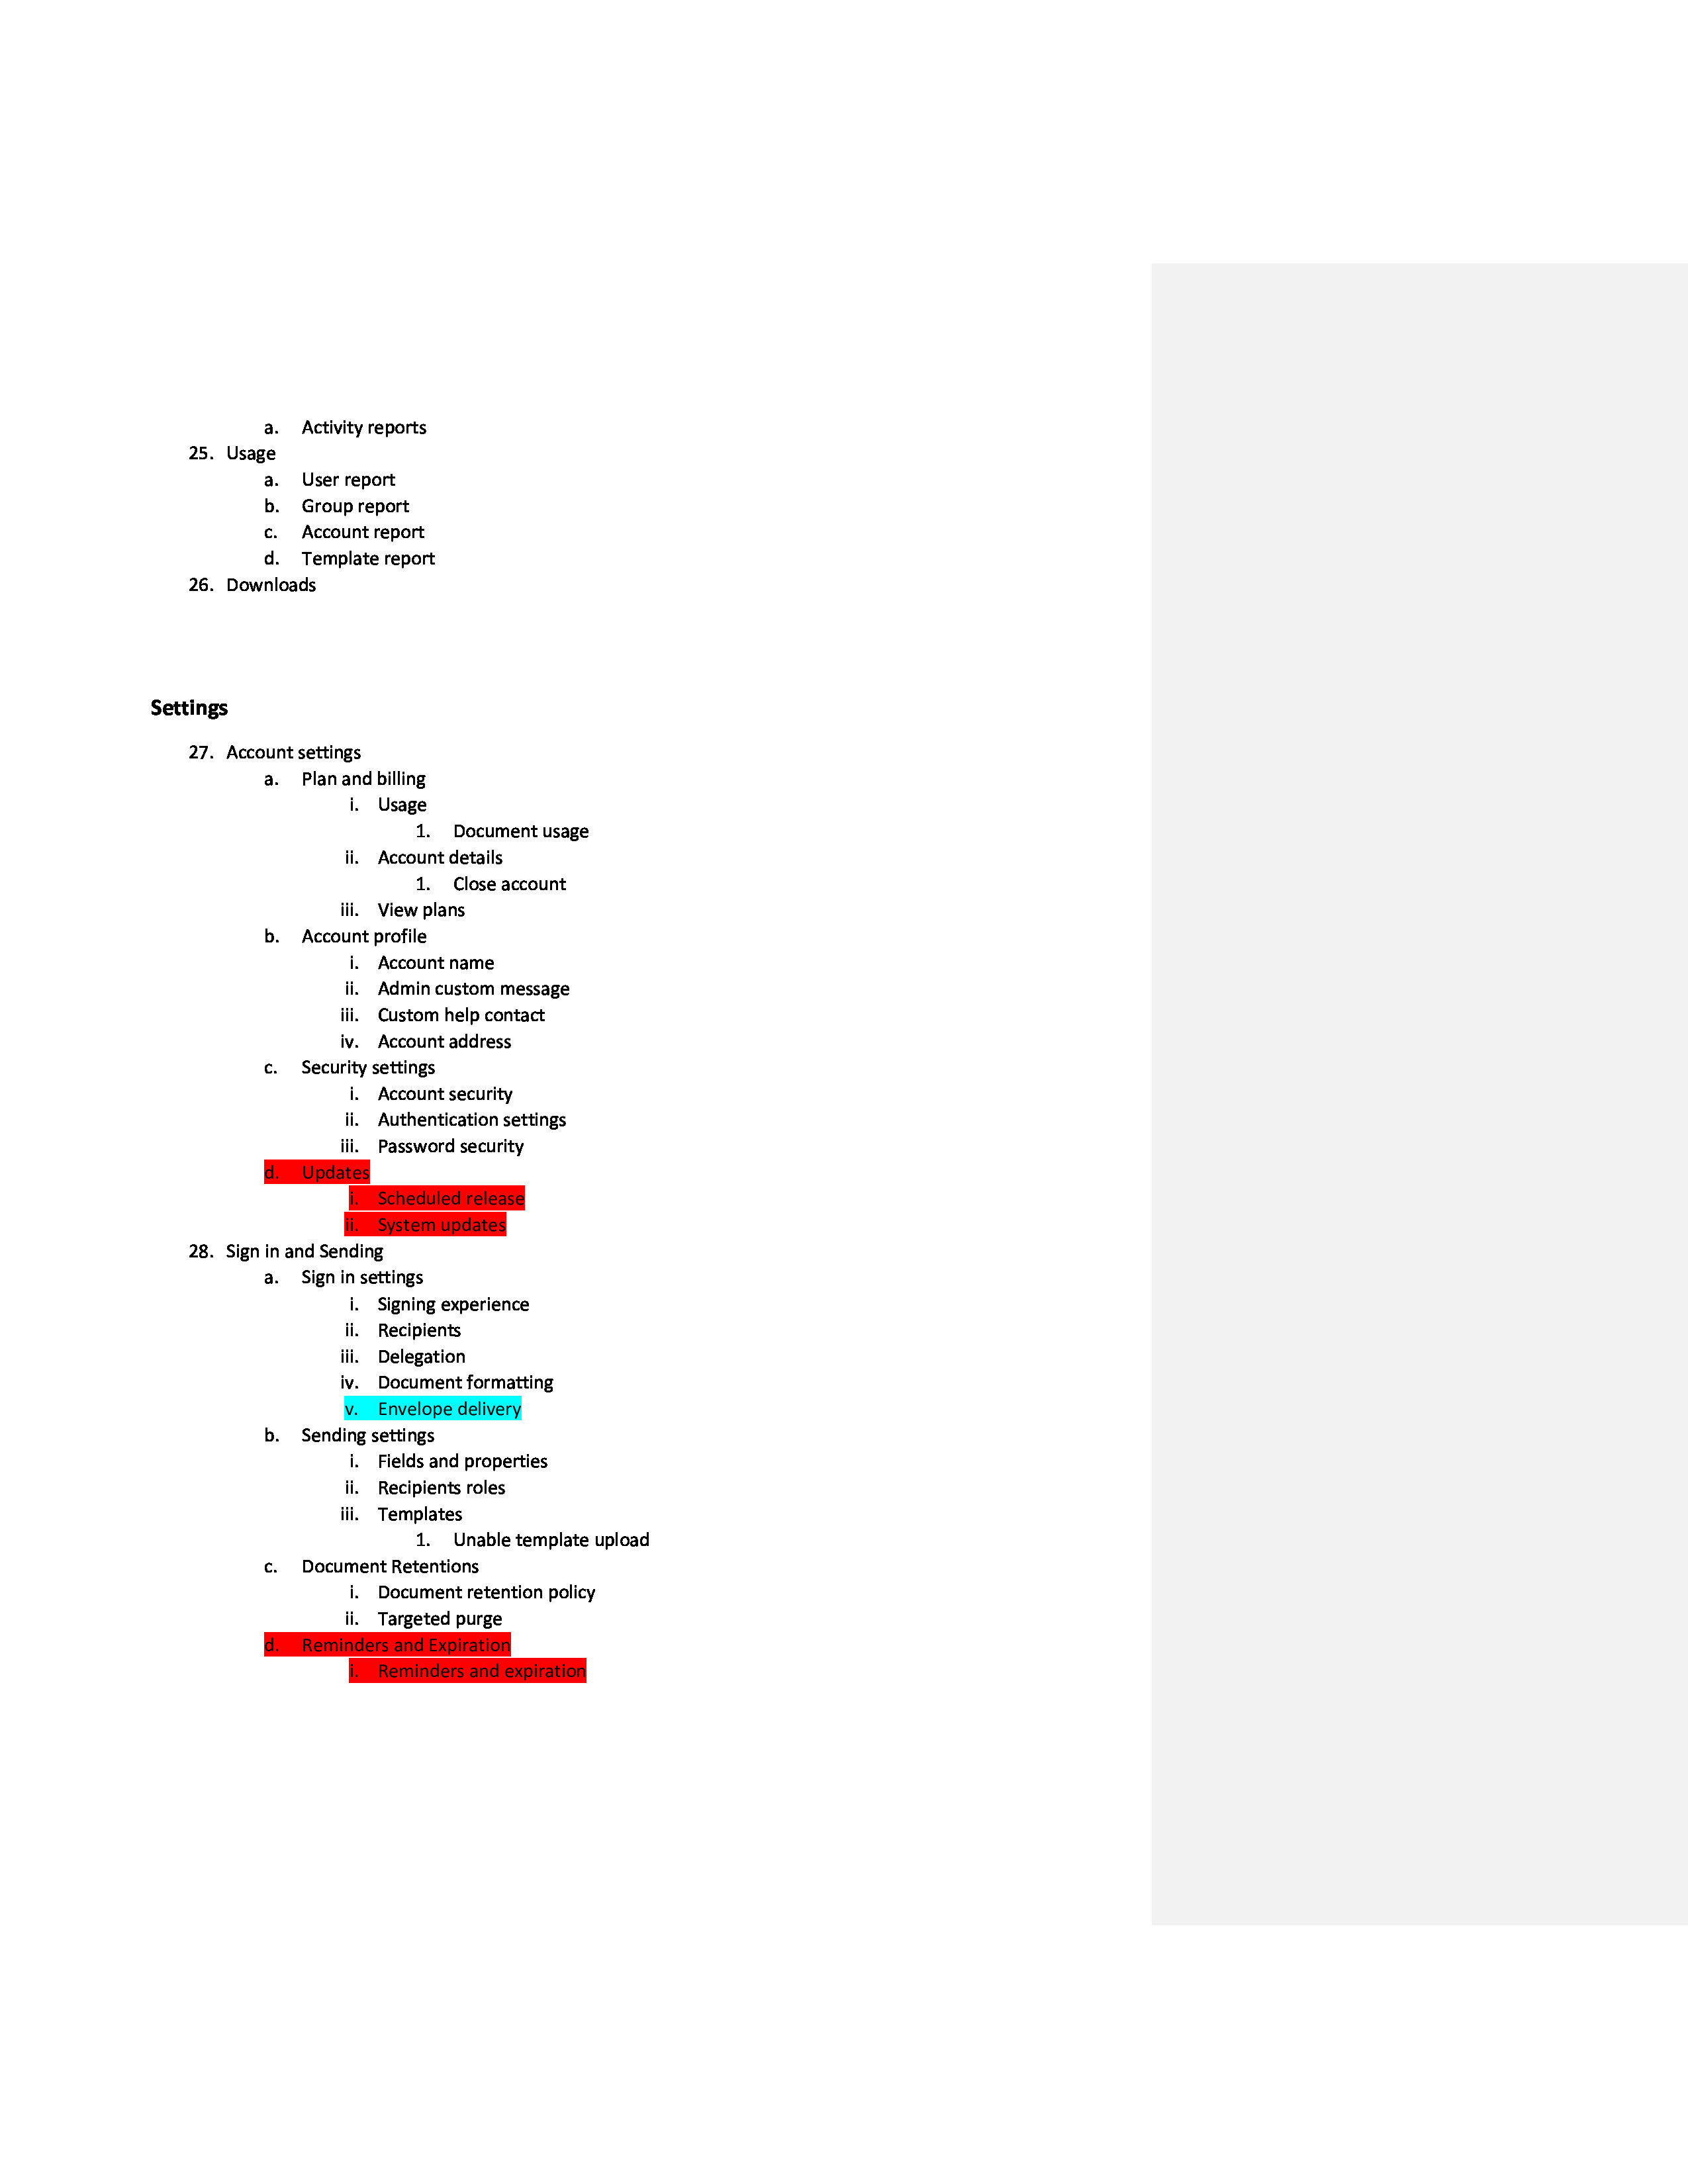 a. Activity reports
25. Usage
a. User report
b. Group report
c. Account report
d. Template report
26. Downloads
Settings
27. Account settings
a. Plan and billing
i. Usage
1. Document usage
ii. Account details
1. Close account
iii. View plans
b. Account profile
i. Account name
ii. Admin custom message
iii. Custom help contact
iv. Account address
c. Security settings
i. Account security
ii. Authentication settings
iii. Password security
d. Updates
i. Scheduled release
ii. System updates
28. Sign in and Sending
a. Sign in settings
i. Signing experience
ii. Recipients
iii. Delegation
iv. Document formatting
v. Envelope delivery
b. Sending settings
i. Fields and properties
ii. Recipients roles
iii. Templates
1. Unable template upload
c. Document Retentions
i. Document retention policy
ii. Targeted purge
d. Reminders and Expiration
i. Reminders and expiration